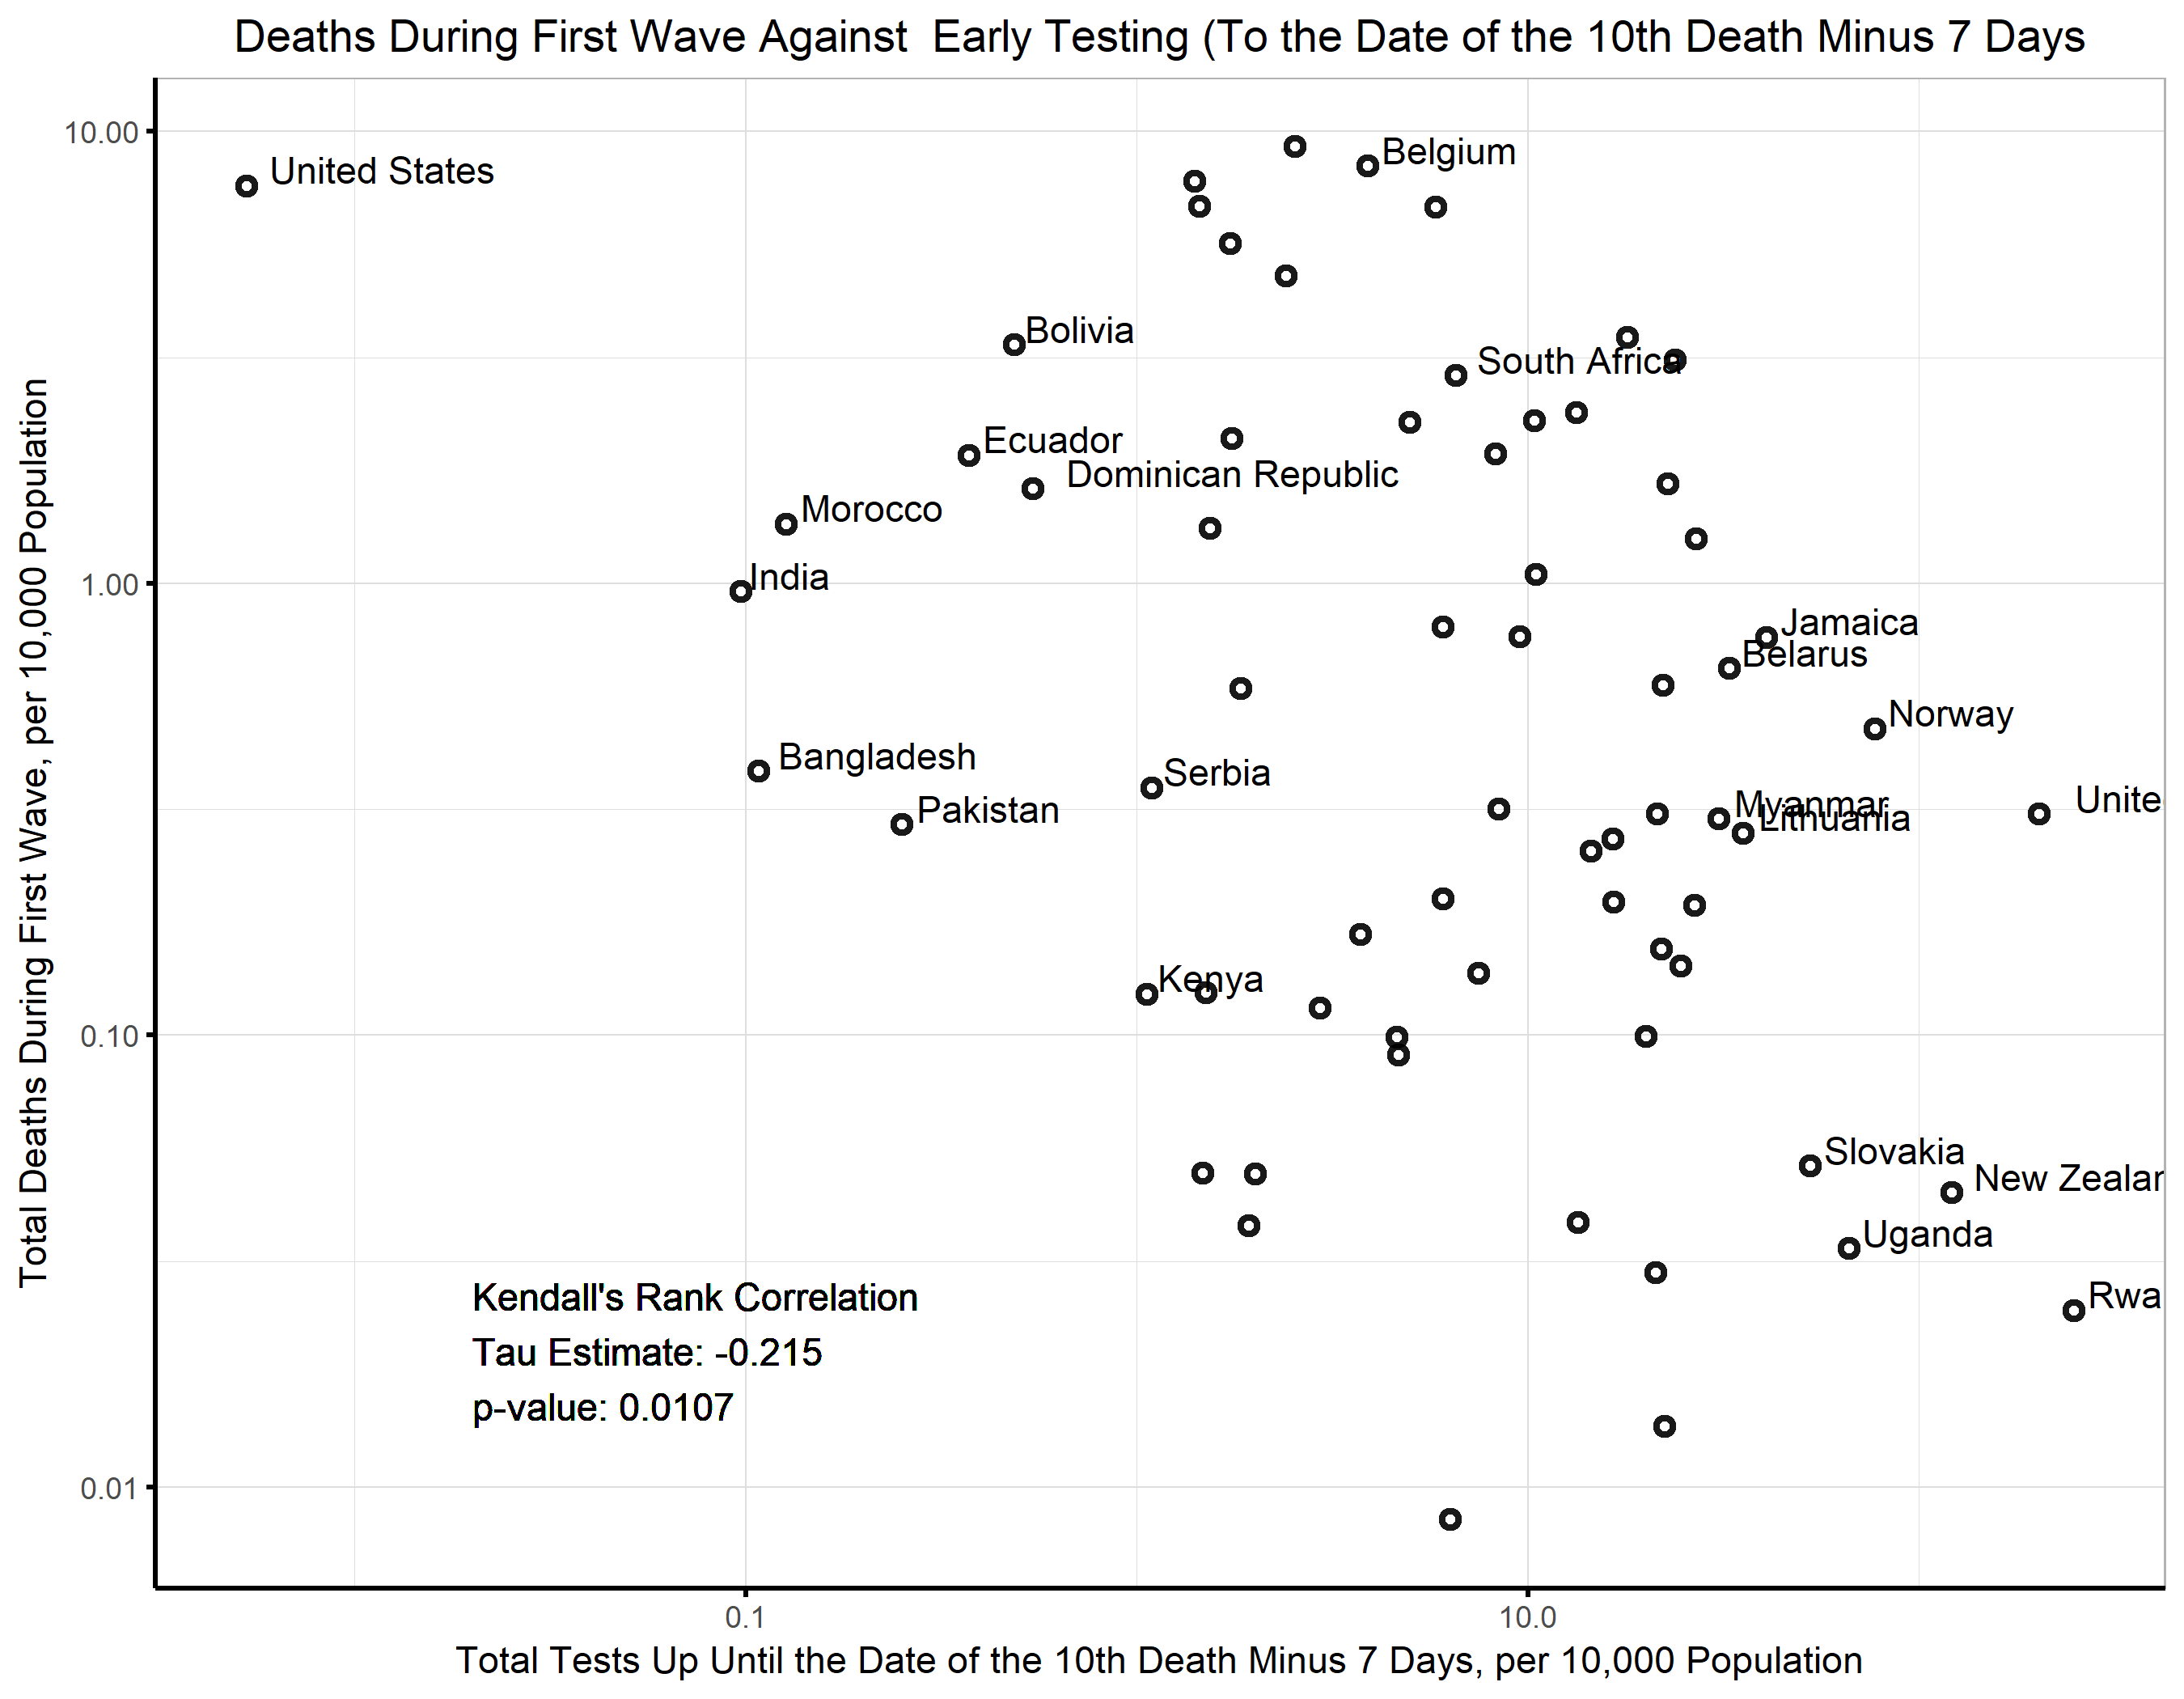 Deaths During First Wave Against  Early Testing (To the Date of the 10th Death Minus 7 Days
Total Deaths During First Wave, per 10,000 Population
10.00
1.00
0.10
0.01
United States
Belgium
Bolivia
South Africa
Ecuador
Dominican Republic
Morocco
India
Jamaica
Belarus
Norway
Bangladesh
Serbia
Pakistan
Unite
Myanmar
Lithuania
Kenya
Slovakia
New Zealan
Uganda
Rwa
Kendall's Rank Correlation
Tau Estimate: -0.215
p-value: 0.0107
0.1
10.0
Total Tests Up Until the Date of the 10th Death Minus 7 Days, per 10,000 Population